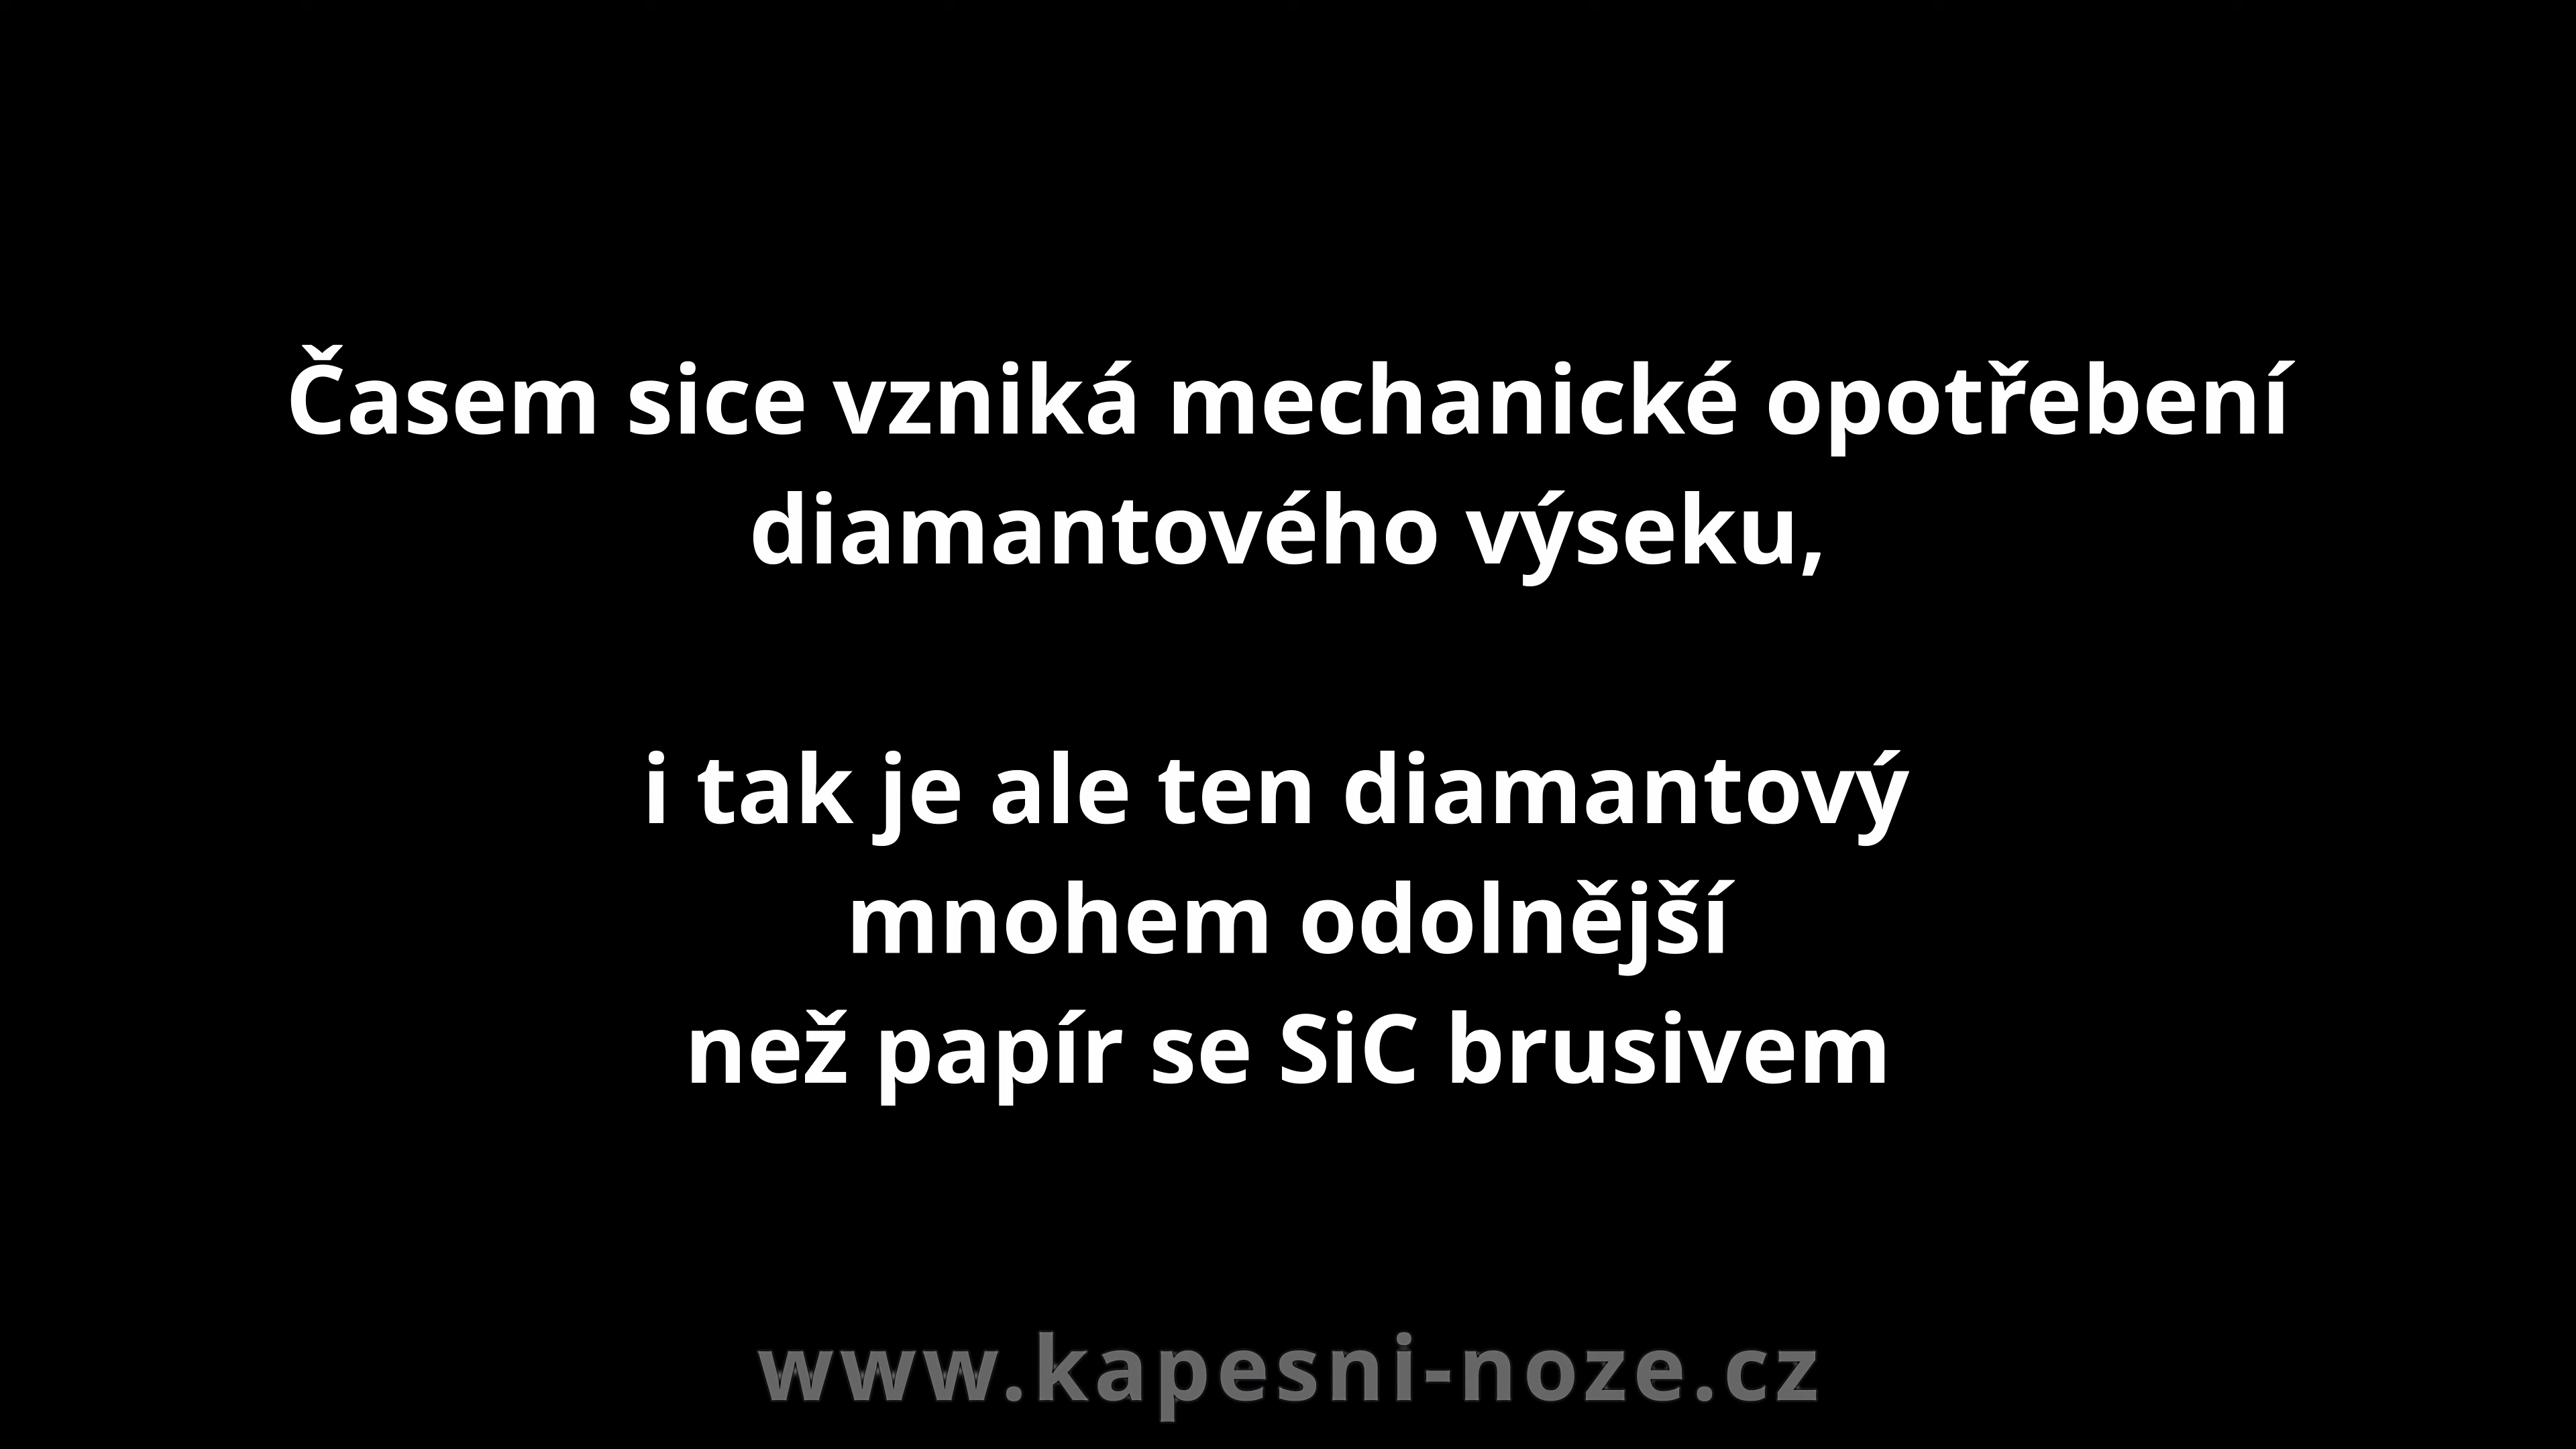 Časem sice vzniká mechanické opotřebení
diamantového výseku,
i tak je ale ten diamantový
mnohem odolnější
než papír se SiC brusivem
www.kapesni-noze.cz